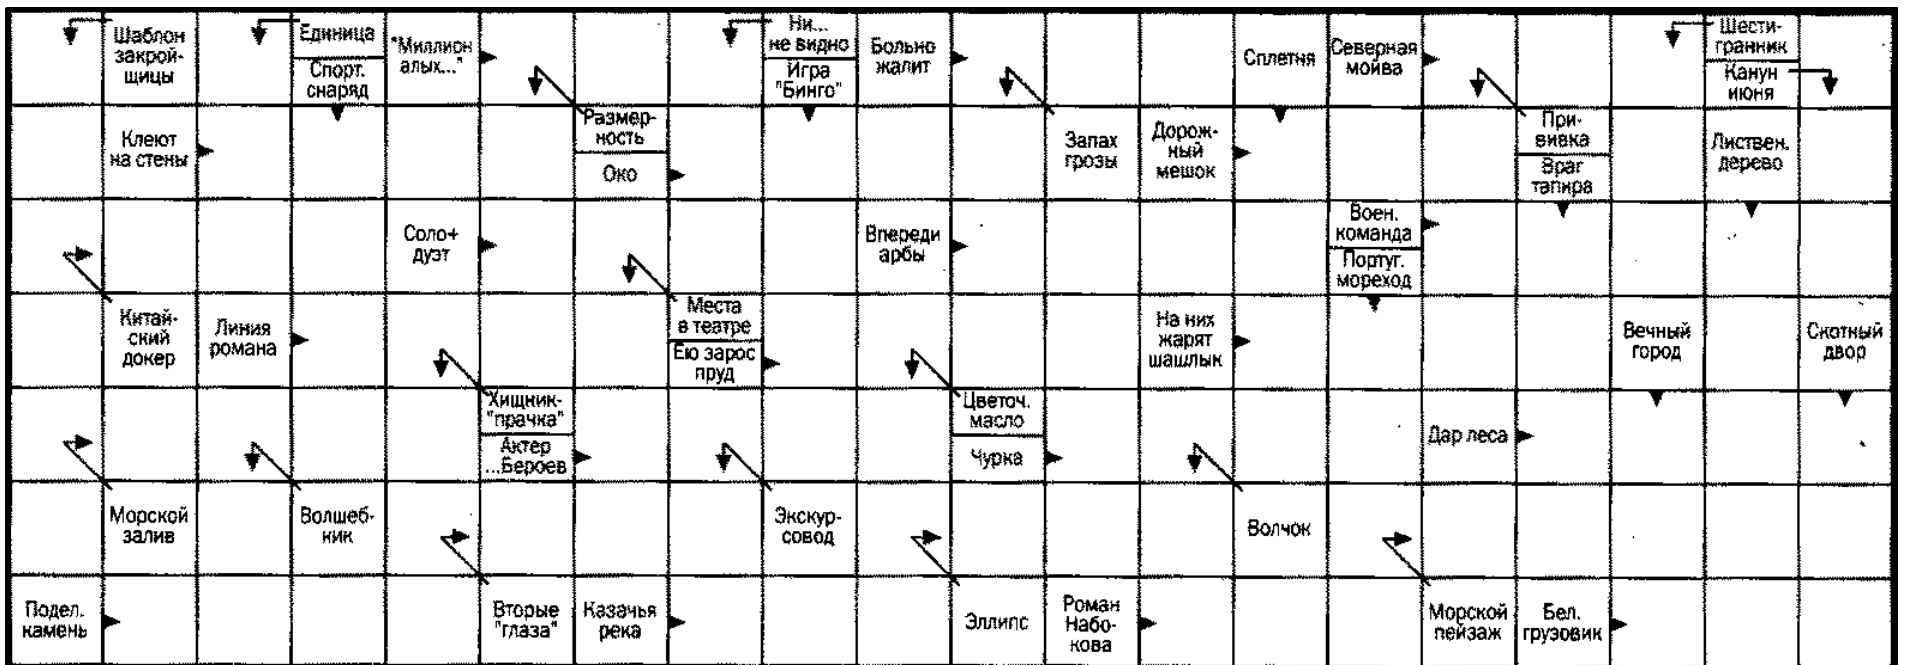 Шаблон
закрой-
щицы
Единица
Спорт.
снаряд
"Миллион
алых..."
Ни...
не видно
Игра
"Бинго"
Больно
жалит
Сплетня
Северная
мойва
Шести-
гранник
Канун
июня
Клеют
на стены
Размер-
ность
Око
Запах
грозы
Дорож-
ный
мешок
При-
вивка
Враг
тапира
Листвен.
дерево
Соло+
дуэт
Впереди
арбы
Воен.
команда
Португ.
мореход
Китай-
ский
докер
Линия
романа
Места
в театре
Ею зарос
пруд
На них
жарят
шашлык
Вечный
город
Скотный
двор
Хищник-
"прачка"
Актер
...Бероев
Цветоч.
масло
Чурка
Дар леса
Морской
залив
Волшеб-
ник
Экскур-
совод
Волчок
Подел.
камень
Вторые
"глаза"
Казачья
река
Эллипс
Роман
Набо-
кова
Морской
пейзаж
Бел.
грузовик